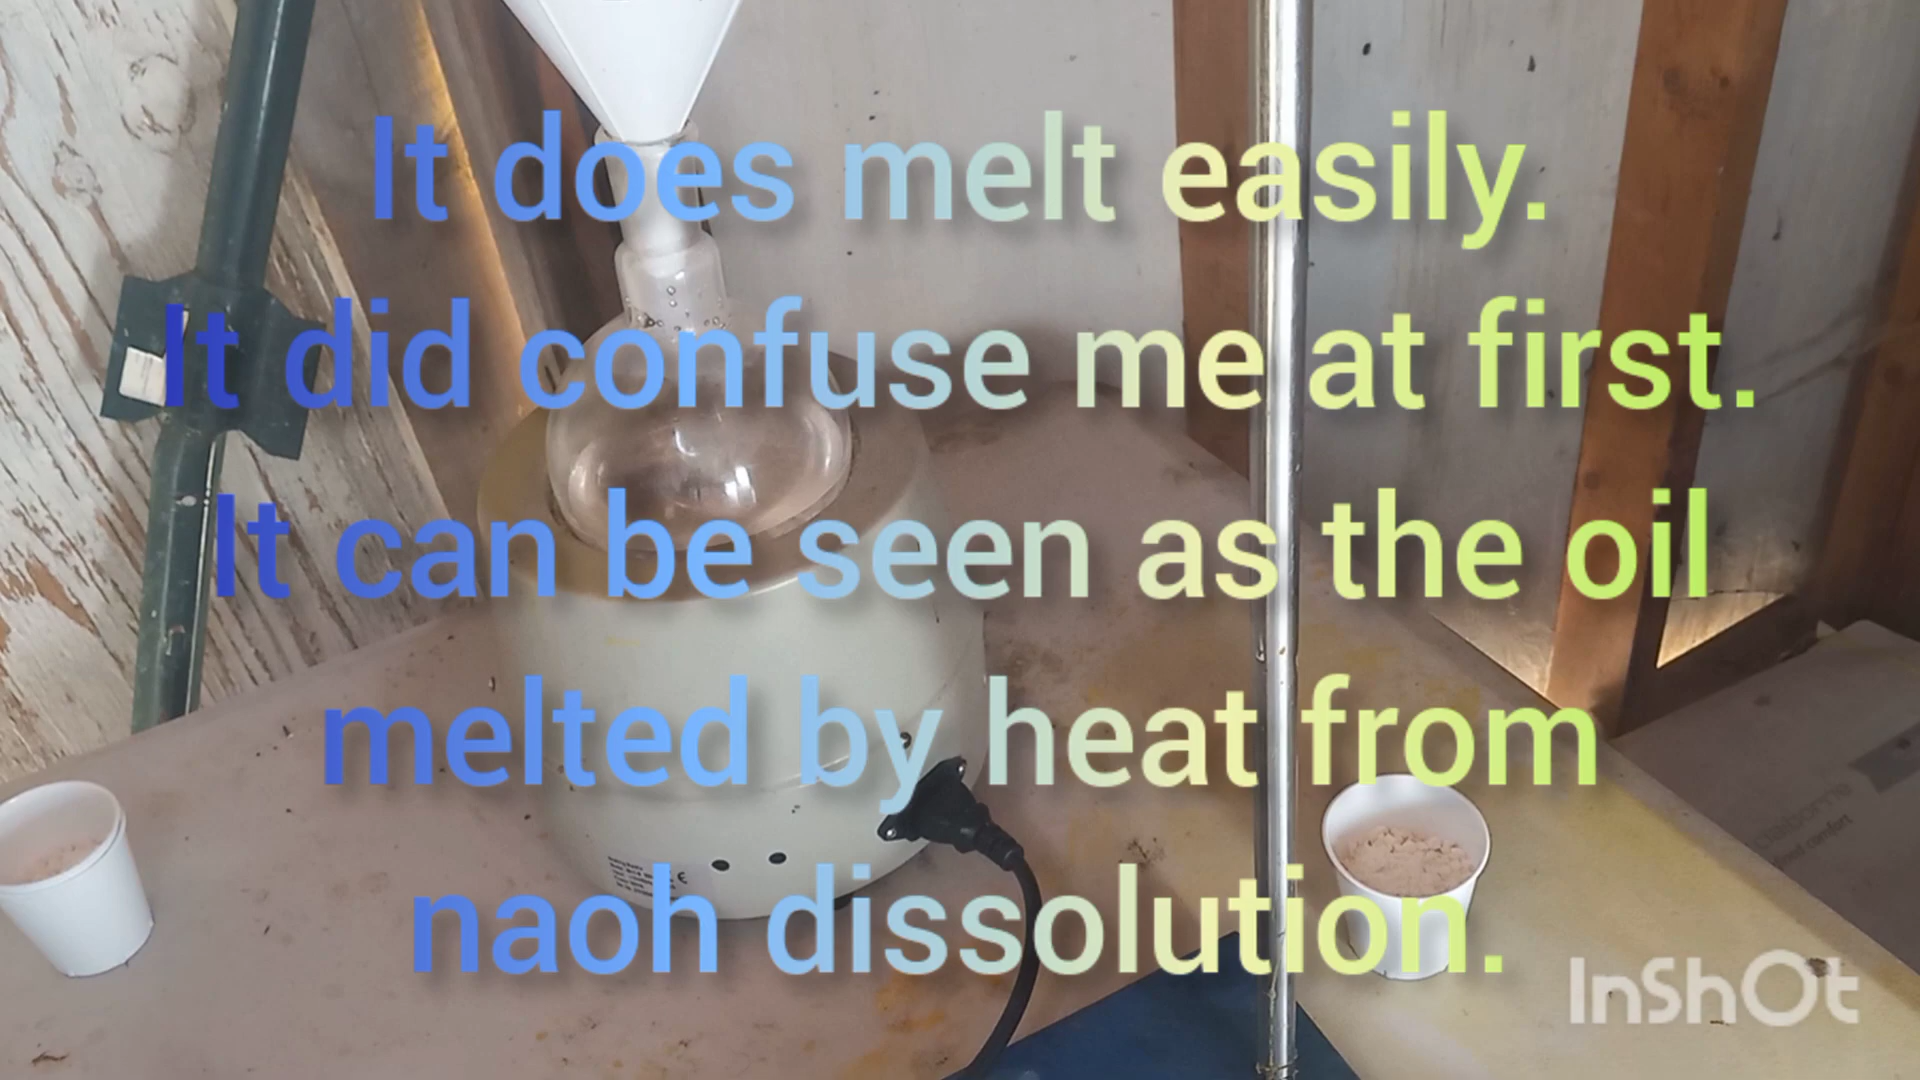 It does melt easily.
It did confuse me at first.
It can be seen as the oil
melted by heat from
naoh dissolution.
InShOt